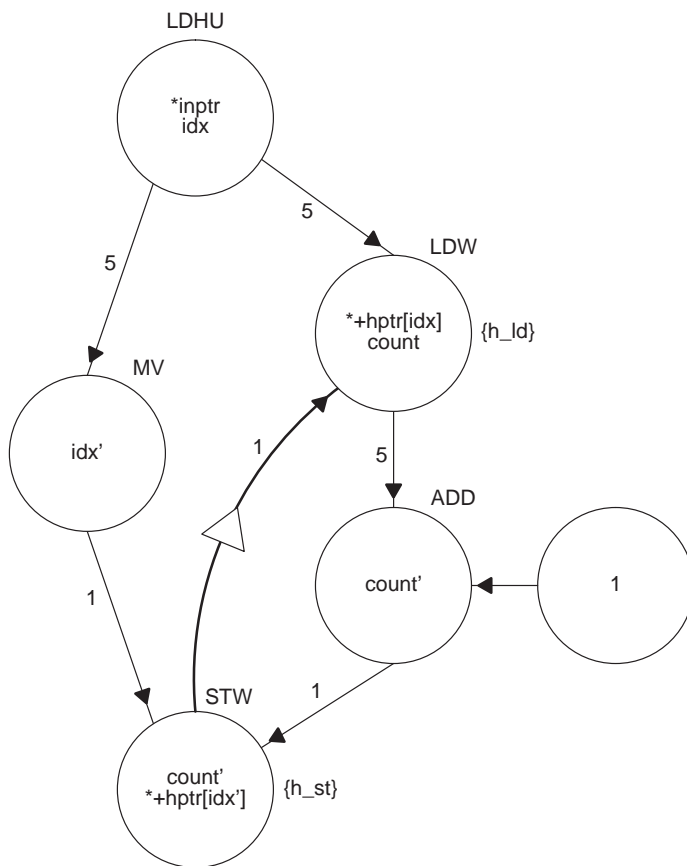 LDHU
*inptr
idx
5
5
LDW
*+hptr[idx]
count
{h_ld}
MV
idx’
1
5
ADD
count’
1
1
1
STW
count'
*+hptr[idx’]
{h_st}